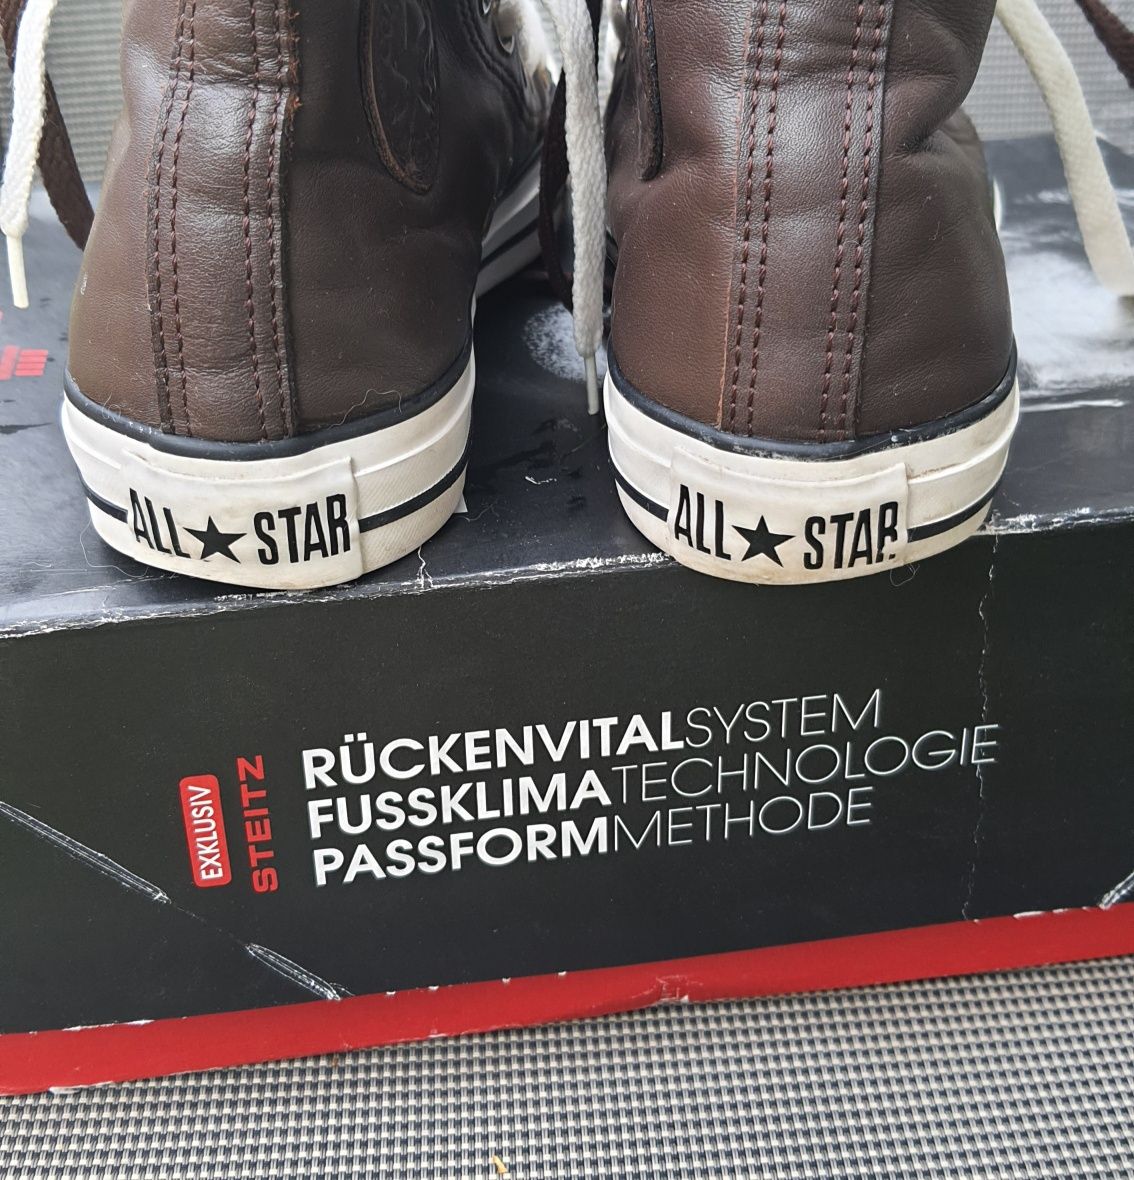 ALL★STAR
ALL★STAR
EXKLUSIV
STEITZ
RÜCKENVITALSYSTEM
FUSSKLIMATECHNOLOGIE
PASSFORMMETHODE